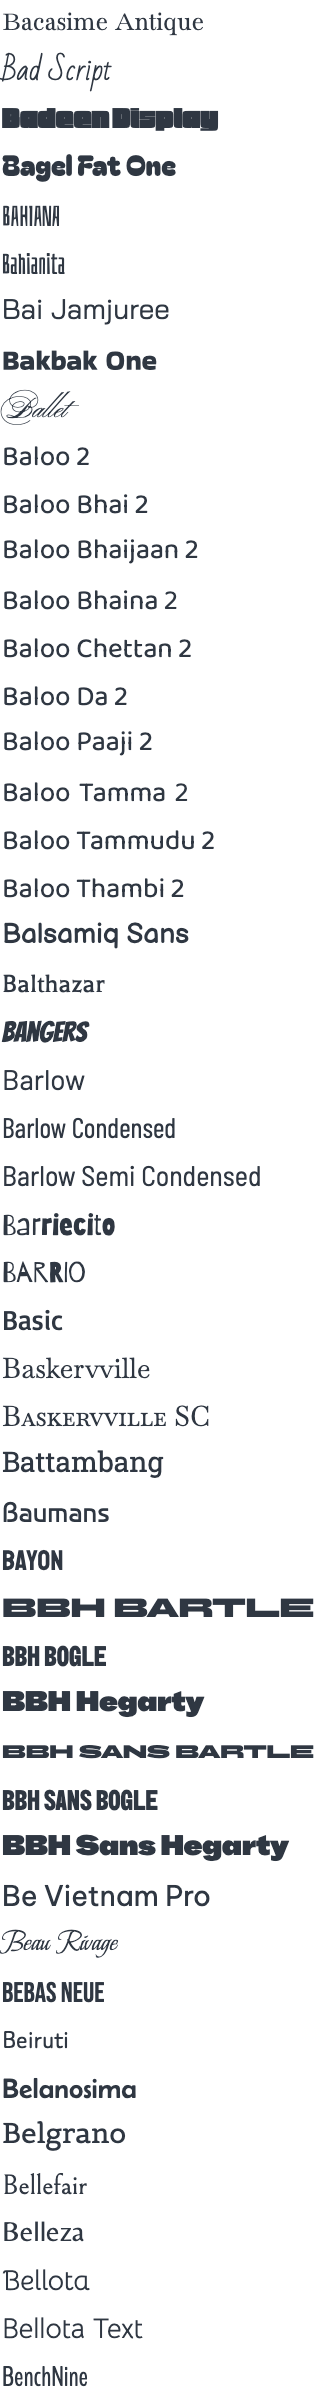 Bacasime Antique
Bad Script
Badeen Display
Bagel Fat One
BAHIANA
Bahianita
Bai Jamjuree
Bakbak One
Ballet
Baloo 2
Baloo Bhai 2
Baloo Bhaijaan 2
Baloo Bhaina 2
Baloo Chettan 2
Baloo Da 2
Baloo Paaji 2
Baloo Tamma 2
Baloo Tammudu 2
Baloo Thambi 2
Balsamiq Sans
Balthazar
BANGERS
Barlow
Barlow Condensed
Barlow Semi Condensed
Barriecito
BARRIO
Basic
Baskervville
BASKERVVILLE SC
Battambang
Baumans
BAYON
BBH BARTLE
BBH BOGLE
BBH Hegarty
BBH SANS BARTLE
BBH SANS BOGLE
BBH Sans Hegarty
Be Vietnam Pro
Beau Rivage
BEBAS NEUE
Beiruti
Belanosima
Belgrano
Bellefair
Belleza
Bellota
Bellota Text
BenchNine